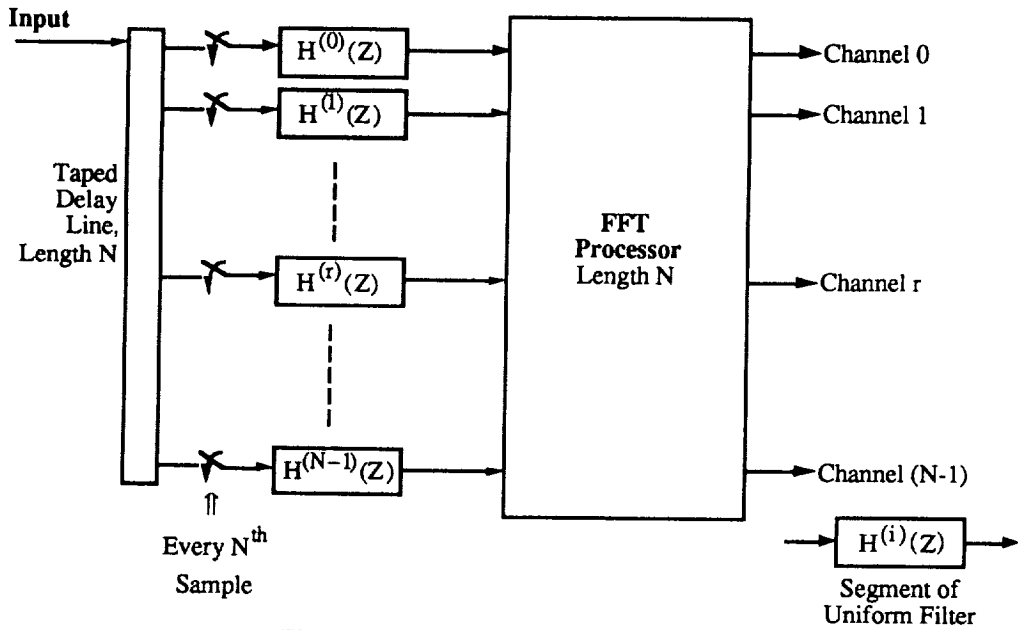 Input
H^(0)(Z)
Channel 0
H^(1)(Z)
Channel 1
Taped
Delay
Line,
Length N
FFT
Processor
Length N
H^(r)(Z)
Channel r
H^(N-1)(Z)
Channel (N-1)
⇑
Every N^th
Sample
H^(i)(Z)
Segment of
Uniform Filter